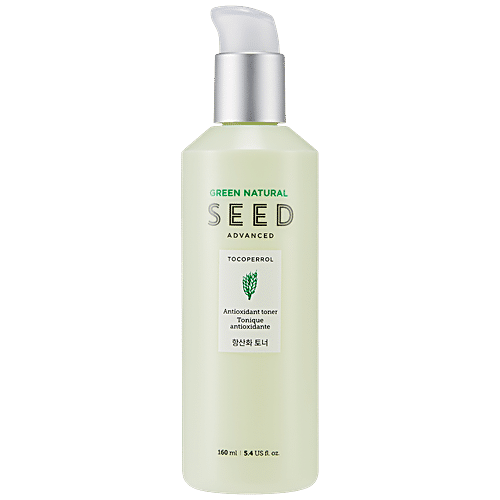 GREEN NATURAL
SEED
ADVANCED
TOCOPERROL
Antioxidant toner
Tonique
antioxidante
항산화 토너
160 ml | 5.4 US fl. oz.